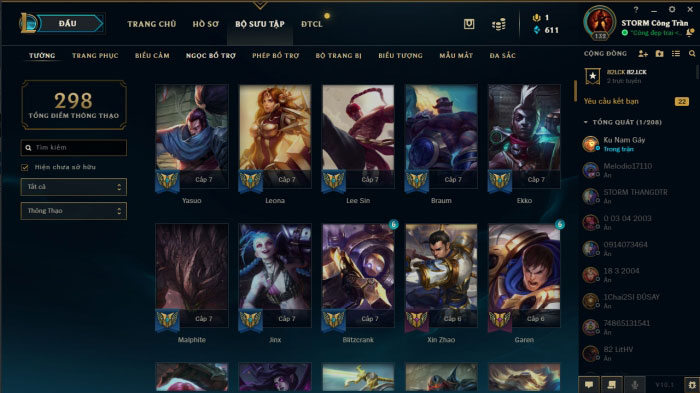 ĐẤU
TRANG CHỦ
HỒ SƠ
BỘ SƯU TẬP
ĐTCL
1
611
132
STORM Công Trần
"Công đẹp trai <..
TƯỚNG
TRANG PHỤC
BIỂU CẢM
NGỌC BỔ TRỢ
PHÉP BỔ TRỢ
BỘ TRANG BỊ
BIỂU TƯỢNG
MẪU MẮT
ĐA SẮC
CỘNG ĐỒNG
298
TỔNG ĐIỂM THÔNG THẠO
Tìm kiếm
Hiện chưa sở hữu
Tất cả
Thông Thạo
Cấp 7
Yasuo
Cấp 7
Leona
Cấp 7
Lee Sin
Cấp 7
Braum
Cấp 7
Ekko
Cấp 7
Malphite
Cấp 7
Jinx
6
Cấp 7
Blitzcrank
Cấp 6
Xin Zhao
6
Cấp 6
Garen
82LCK 82.LCK
2 trực tuyến
Yêu cầu kết bạn
22
TỔNG QUÁT (1/208)
Ku Nam Gáy
Trong trận
Melodio17110
Ẩn
STORM THANGDTR
Ẩn
0 03 04 2003
Ẩn
0914073464
Ẩn
18 3 2004
Ẩn
1Chai2SỊ ĐŨSAY
Ẩn
74865131541
Ẩn
82 LitHV
Ẩn
V10.1